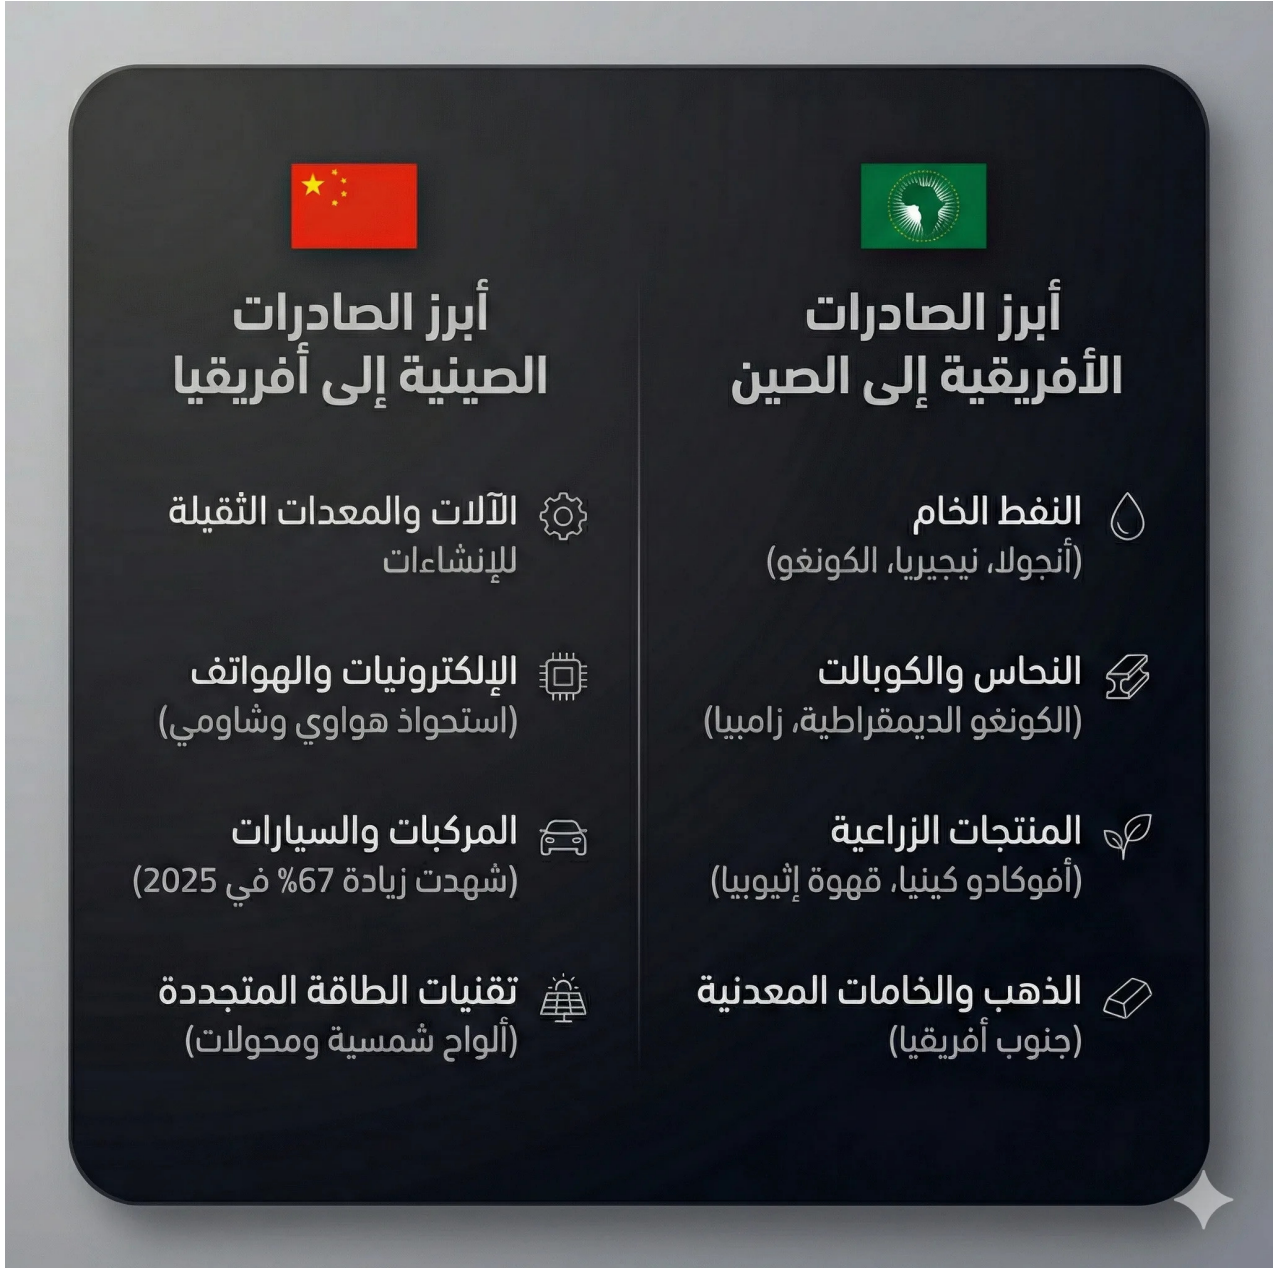 أبرز الصادرات
الأفريقية إلى الصين
النفط الخام
(أنجولا، نيجيريا، الكونغو)
النحاس والكوبالت
(الكونغو الديمقراطية، زامبيا)
المنتجات الزراعية
(أفوكادو كينيا، قهوة إثيوبيا)
الذهب والخامات المعدنية
(جنوب أفريقيا)
أبرز الصادرات
الصينية إلى أفريقيا
الآلات والمعدات الثقيلة
للإنشاءات
الإلكترونيات والهواتف
(استحواذ هواوي وشاومي)
المركبات والسيارات
(شهدت زيادة 67% في 2025)
تقنيات الطاقة المتجددة
(ألواح شمسية ومحولات)